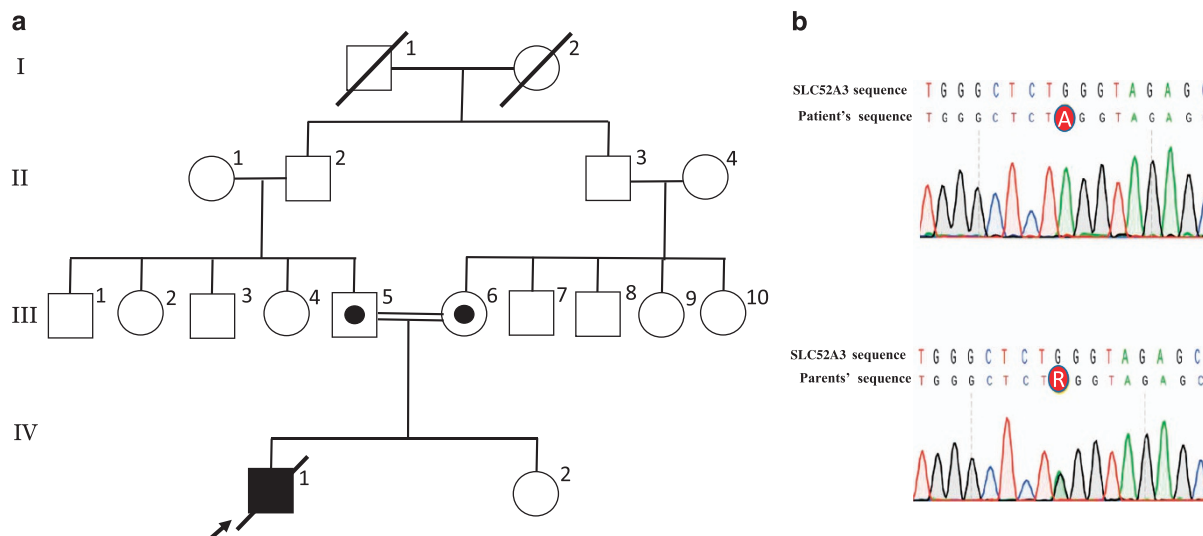 a
I
1 2
II
1 2 3 4
III
1 2 3 4 5 6 7 8 9 10
IV
1 2
b
SLC52A3 sequence T G G G C T C T G G G T A G A G
Patient's sequence T G G G C T C T A G G T A G A G
SLC52A3 sequence T G G G C T C T G G G T A G A G C
Parents' sequence T G G G C T C T R G G T A G A G C